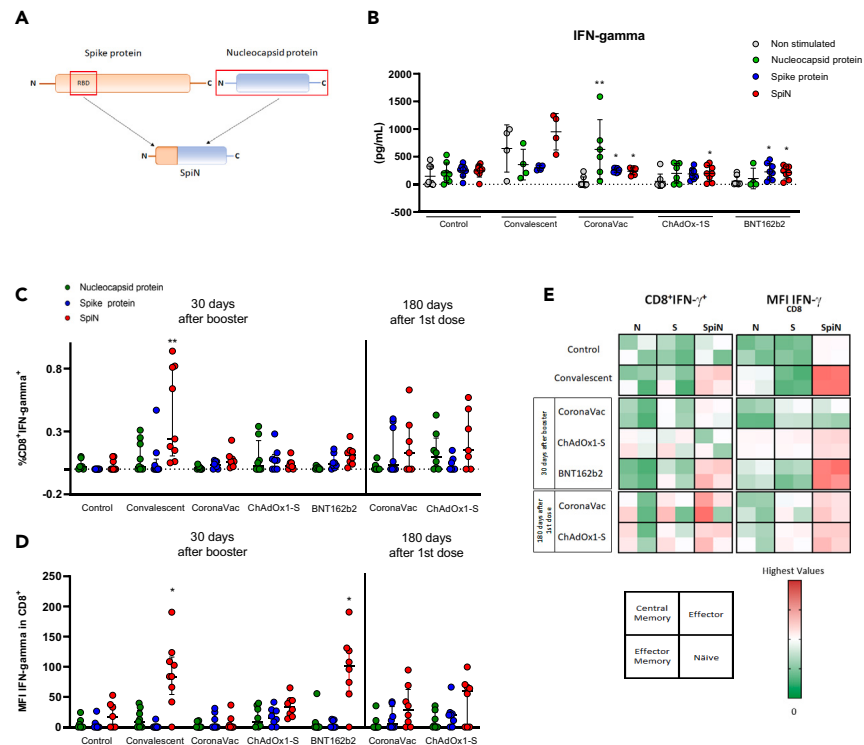 A
Spike protein
Nucleocapsid protein
N
RBD
C
N
C
N
C
SpiN
B
IFN-gamma
Non stimulated
Nucleocapsid protein
Spike protein
SpiN
(pg/mL)
2000
1500
1000
500
0
-500
**
*
*
*
*
*
Control
Convalescent
CoronaVac
ChAdOx-1S
BNT162b2
C
Nucleocapsid protein
Spike protein
SpiN
30 days
after booster
180 days
after 1st dose
%CD8⁺IFN-gamma⁺
0.8
0.3
-0.2
**
Control
Convalescent
CoronaVac
ChAdOx1-S
BNT162b2
CoronaVac
ChAdOx1-S
D
30 days
after booster
180 days
after 1st dose
MFI IFN-gamma in CD8⁺
250
200
150
100
50
0
*
*
Control
Convalescent
CoronaVac
ChAdOx1-S
BNT162b2
CoronaVac
ChAdOx1-S
E
CD8⁺IFN-γ⁺
MFI IFN-γ
CD8
N
S
SpiN
N
S
SpiN
Control
Convalescent
30 days after booster
CoronaVac
ChAdOx1-S
BNT162b2
180 days after
1st dose
CoronaVac
ChAdOx1-S
Highest Values
0
Central
Memory
Effector
Effector
Memory
Näive